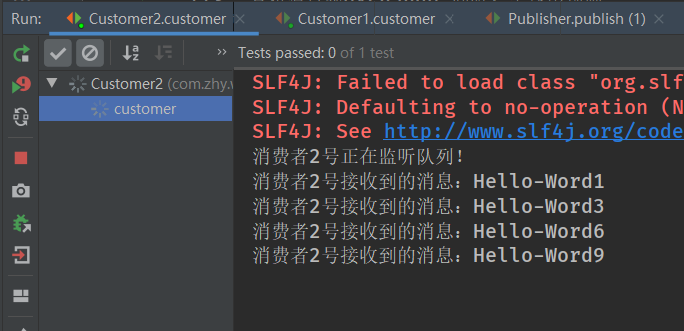 Run: Customer2.customer × Customer1.customer × Publisher.publish (1) ×
Tests passed: 0 of 1 test
Customer2 (com.zhy.
customer
SLF4J: Failed to load class "org.slf
SLF4J: Defaulting to no-operation (N
SLF4J: See http://www.slf4j.org/code
消费者2号正在监听队列!
消费者2号接收到的消息：Hello-Word1
消费者2号接收到的消息：Hello-Word3
消费者2号接收到的消息：Hello-Word6
消费者2号接收到的消息：Hello-Word9